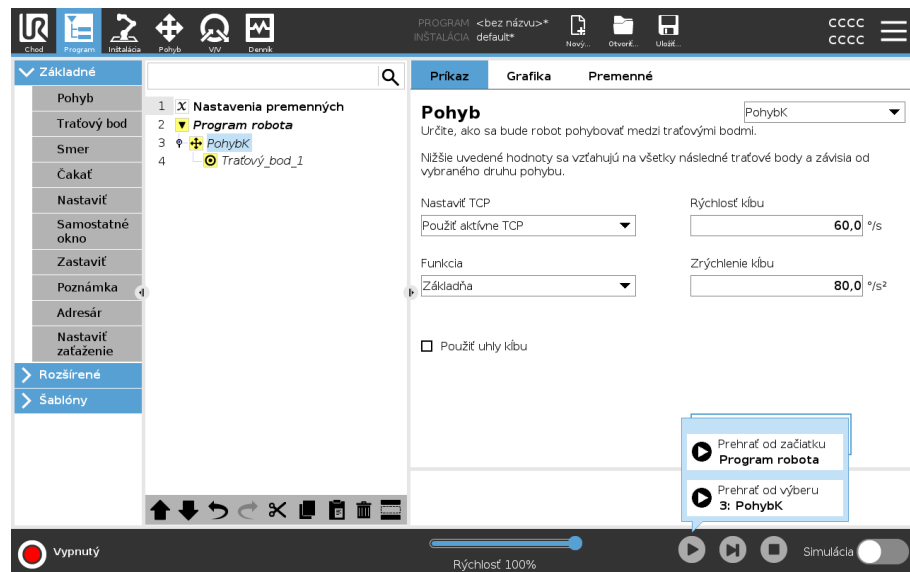 UR
Chod
Program
Inštalácia
Pohyb
V/V
Denník
PROGRAM <bez názvu>*
INŠTALÁCIA default*
Nový...
Otvoriť...
Uložiť...
cccc
cccc
Základné
Pohyb
Traťový bod
Smer
Čakať
Nastaviť
Samostatné
okno
Zastaviť
Poznámka
Adresár
Nastaviť
zaťaženie
Rozšírené
Šablóny
1 X Nastavenia premenných
2 Program robota
3 PohybK
4 Traťový_bod_1
Príkaz Grafika Premenné
Pohyb
PohybK
Určite, ako sa bude robot pohybovať medzi traťovými bodmi.
Nižšie uvedené hodnoty sa vzťahujú na všetky následné traťové body a závisia od
vybraného druhu pohybu.
Nastaviť TCP
Rýchlosť kĺbu
Použiť aktívne TCP
60,0 °/s
Funkcia
Zrýchlenie kĺbu
Základňa
80,0 °/s²
Použiť uhly kĺbu
Prehrať od začiatku
Program robota
Prehrať od výberu
3: PohybK
Vypnutý
Rýchlosť 100%
Simulácia